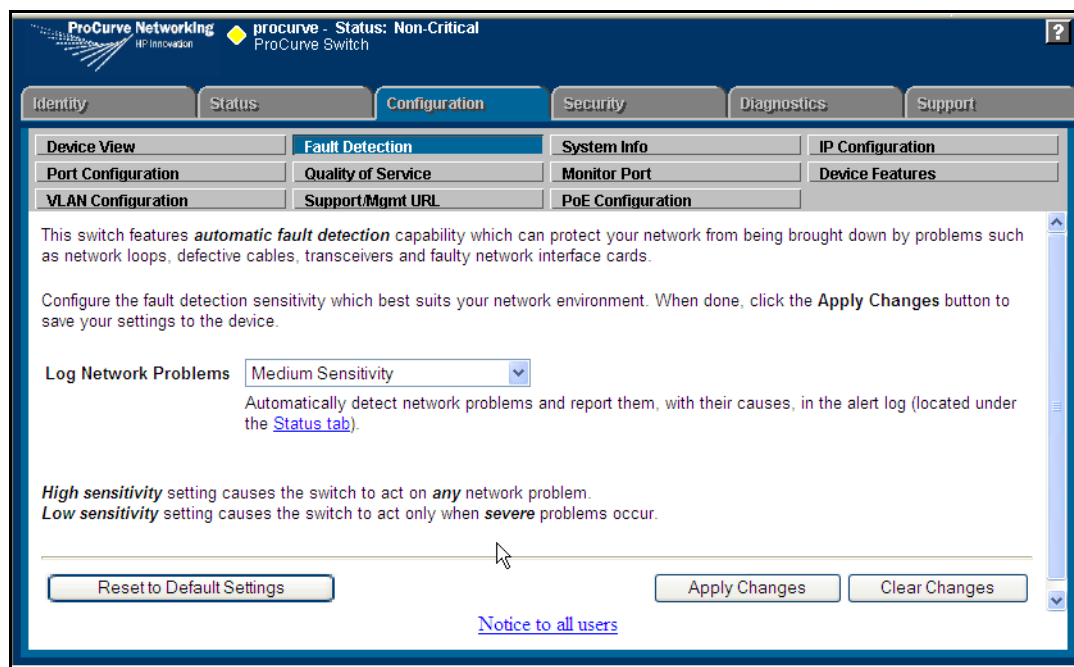 ProCurve Networking
HP Innovation
procurve - Status: Non-Critical
ProCurve Switch
?
Identity
Status
Configuration
Security
Diagnostics
Support
Device View
Fault Detection
System Info
IP Configuration
Port Configuration
Quality of Service
Monitor Port
Device Features
VLAN Configuration
Support/Mgmt URL
PoE Configuration
This switch features automatic fault detection capability which can protect your network from being brought down by problems such
as network loops, defective cables, transceivers and faulty network interface cards.
Configure the fault detection sensitivity which best suits your network environment. When done, click the Apply Changes button to
save your settings to the device.
Log Network Problems
Medium Sensitivity
Automatically detect network problems and report them, with their causes, in the alert log (located under
the Status tab).
High sensitivity setting causes the switch to act on any network problem.
Low sensitivity setting causes the switch to act only when severe problems occur.
Reset to Default Settings
Apply Changes
Clear Changes
Notice to all users